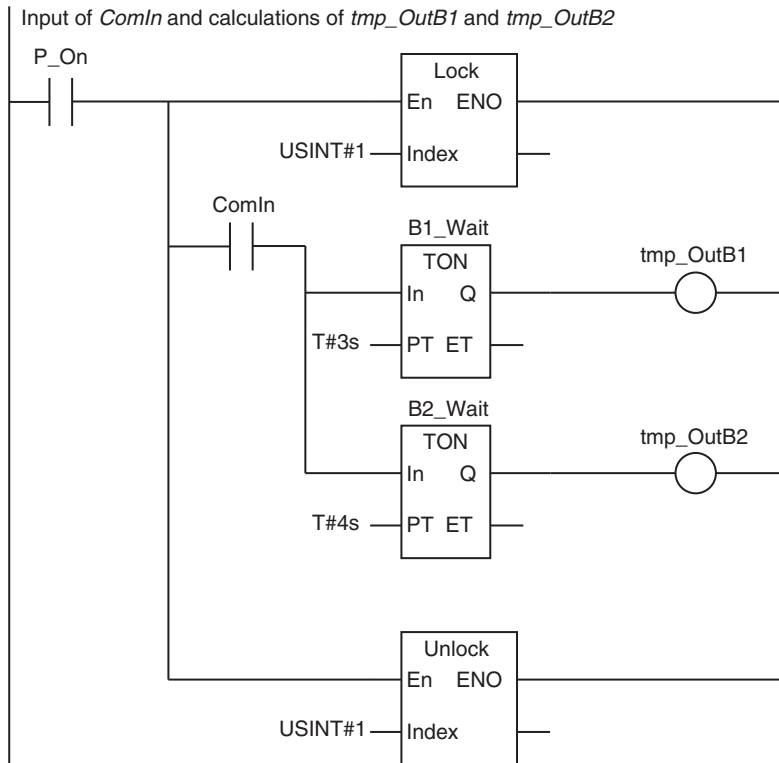 Input of ComIn and calculations of tmp_OutB1 and tmp_OutB2
P_On
Lock
En ENO
USINT#1 Index
ComIn
B1_Wait
TON
tmp_OutB1
In Q
T#3s PT ET
B2_Wait
TON
tmp_OutB2
In Q
T#4s PT ET
Unlock
En ENO
USINT#1 Index